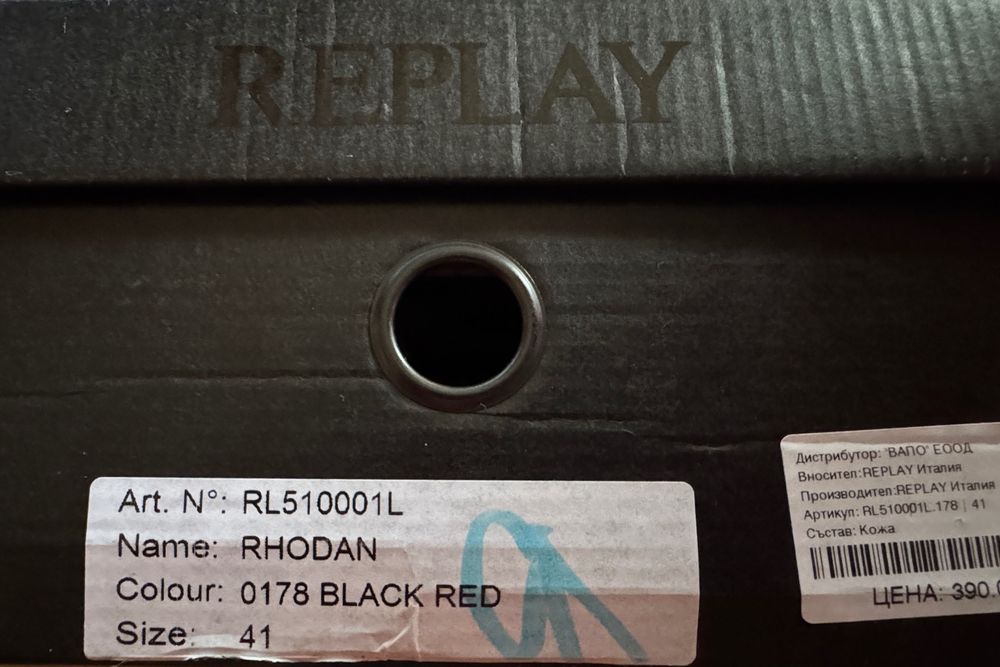 REPLAY
Art. N°: RL510001L
Name: RHODAN
Colour: 0178 BLACK RED
Size: 41
Дистрибутор: "ВАПО" ЕООД
Вносител:REPLAY Италия
Производител:REPLAY Италия
Артикул: RL510001L.178 | 41
Състав: Кожа
ЦЕНА: 390.0